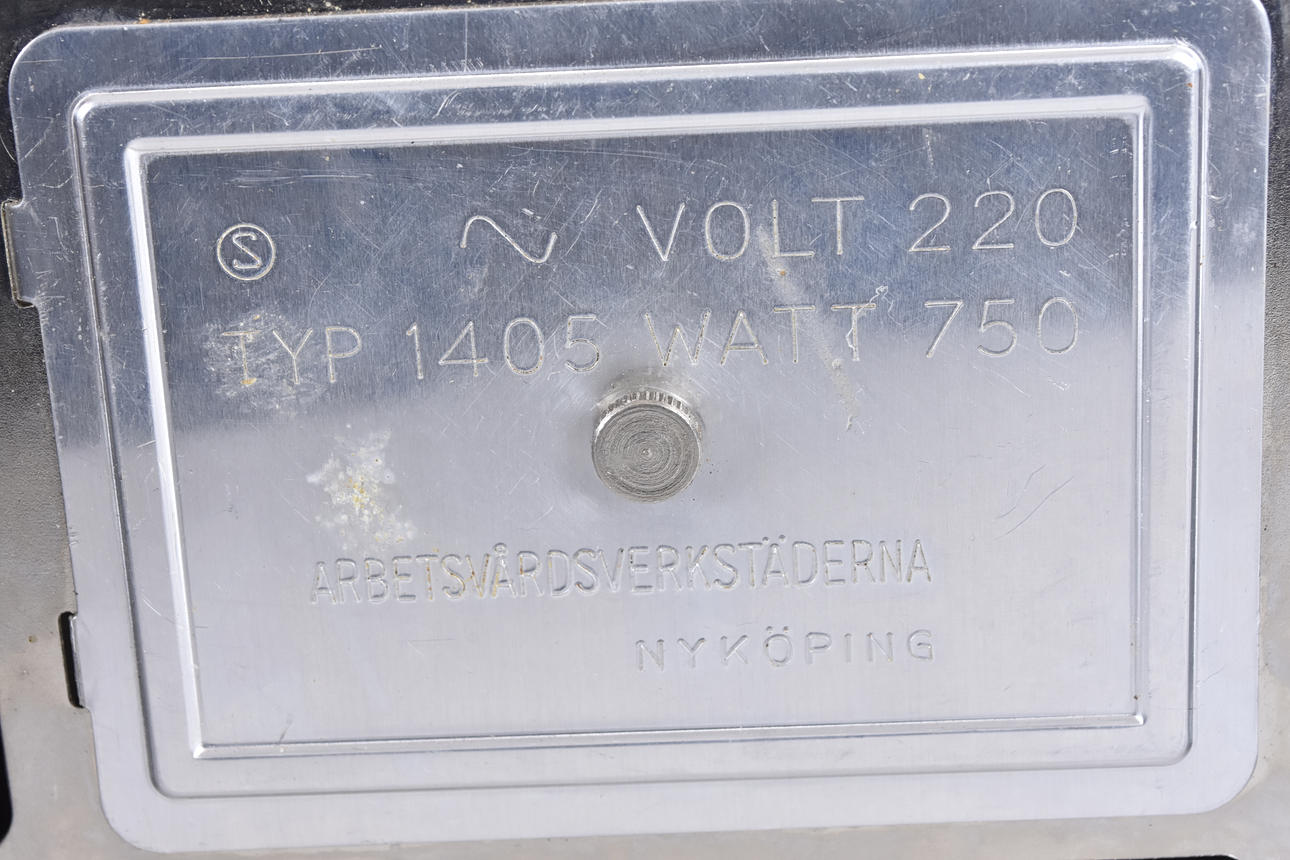 Ⓢ ~ VOLT 220
TYP 1405 WATT 750
ARBETSVÅRDSVERKSTÄDERNA
NYKÖPING